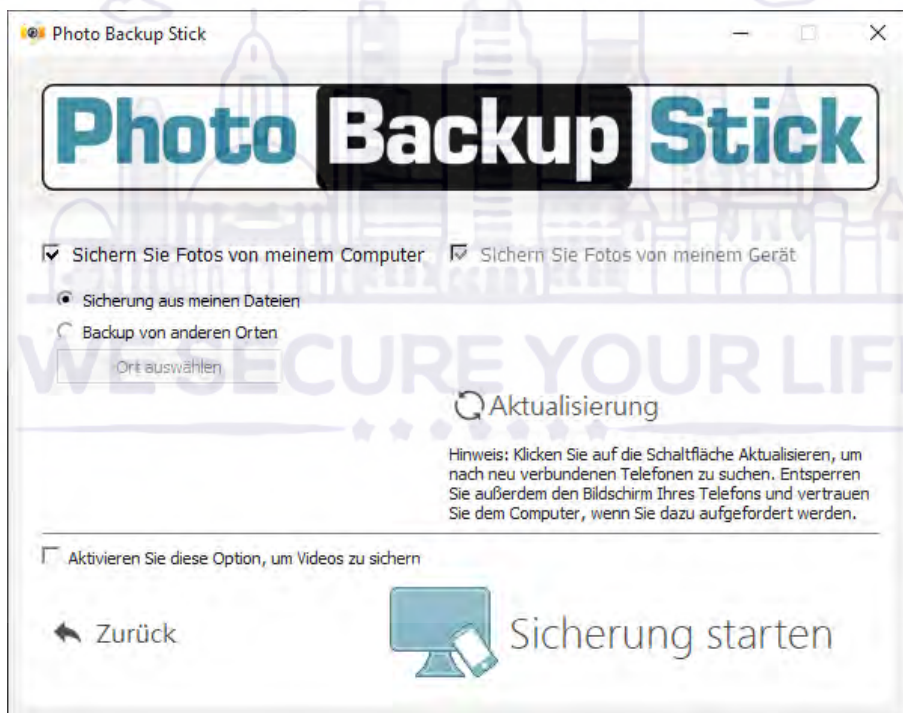 Photo Backup Stick
Photo Backup Stick
Sichern Sie Fotos von meinem Computer
Sichern Sie Fotos von meinem Gerät
Sicherung aus meinen Dateien
Backup von anderen Orten
Ort auswählen
WE SECURE YOUR LIF
Aktualisierung
Hinweis: Klicken Sie auf die Schaltfläche Aktualisieren, um
nach neu verbundenen Telefonen zu suchen. Entsperren
Sie außerdem den Bildschirm Ihres Telefons und vertrauen
Sie dem Computer, wenn Sie dazu aufgefordert werden.
Aktivieren Sie diese Option, um Videos zu sichern
Zurück
Sicherung starten